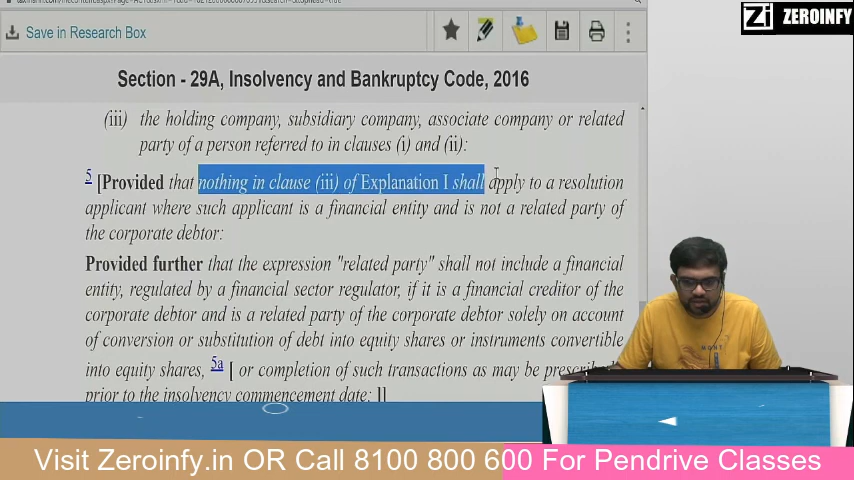 Zi ZEROINFY
Save in Research Box
Section - 29A, Insolvency and Bankruptcy Code, 2016
(iii) the holding company, subsidiary company, associate company or related
party of a person referred to in clauses (i) and (ii):
5 [Provided that nothing in clause (iii) of Explanation I shall apply to a resolution
applicant where such applicant is a financial entity and is not a related party of
the corporate debtor:
Provided further that the expression "related party" shall not include a financial
entity, regulated by a financial sector regulator, if it is a financial creditor of the
corporate debtor and is a related party of the corporate debtor solely on account
of conversion or substitution of debt into equity shares or instruments convertible
into equity shares, 5a [ or completion of such transactions as may be
prior to the insolvency commencement date: ]]
Visit Zeroinfy.in OR Call 8100 800 600 For Pendrive Classes